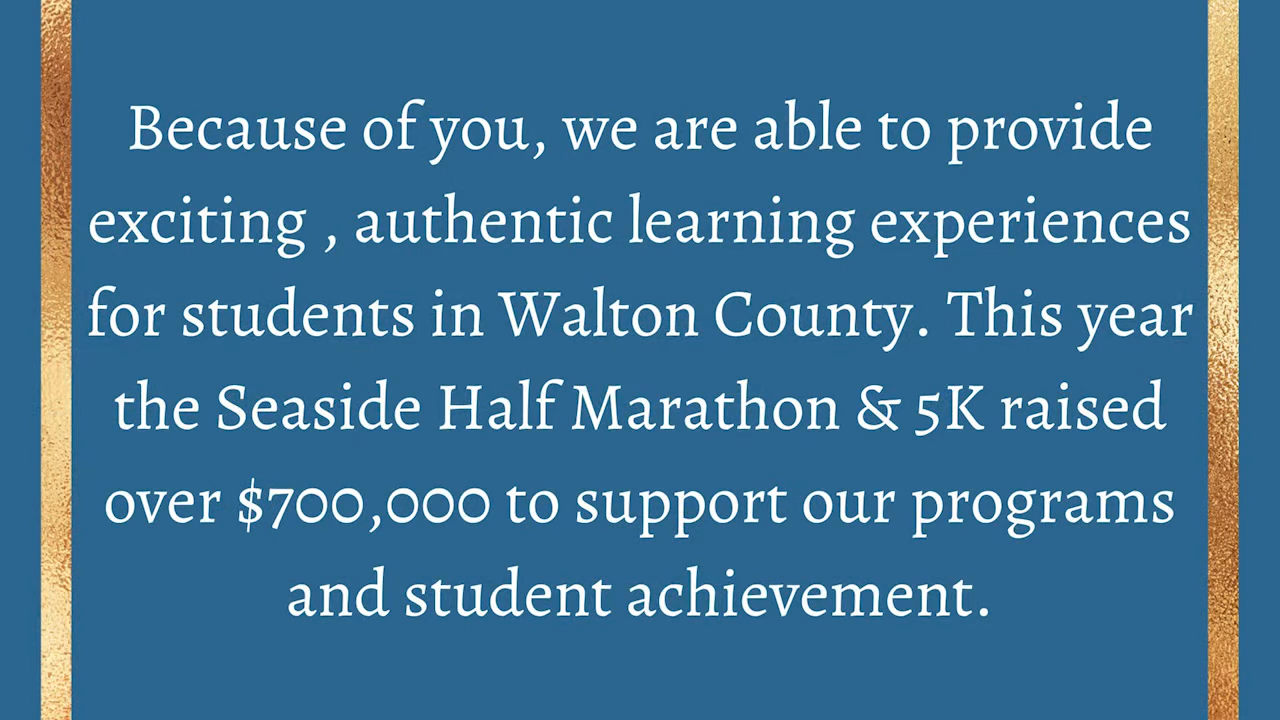 Because of you, we are able to provide
exciting , authentic learning experiences
for students in Walton County. This year
the Seaside Half Marathon & 5K raised
over $700,000 to support our programs
and student achievement.